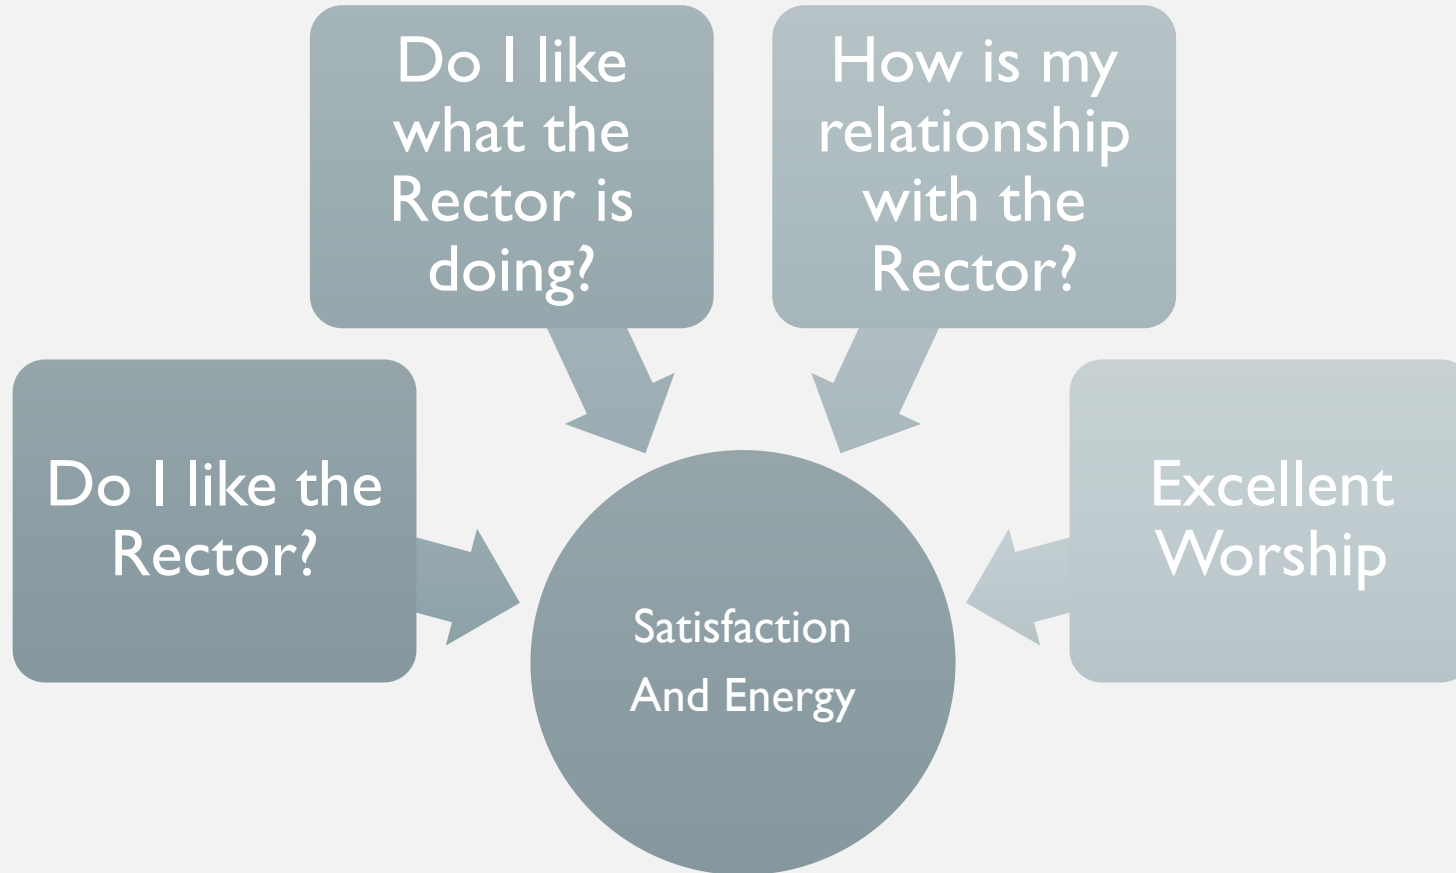 Do I like
what the
Rector is
doing?
How is my
relationship
with the
Rector?
Do I like the
Rector?
Excellent
Worship
Satisfaction
And Energy